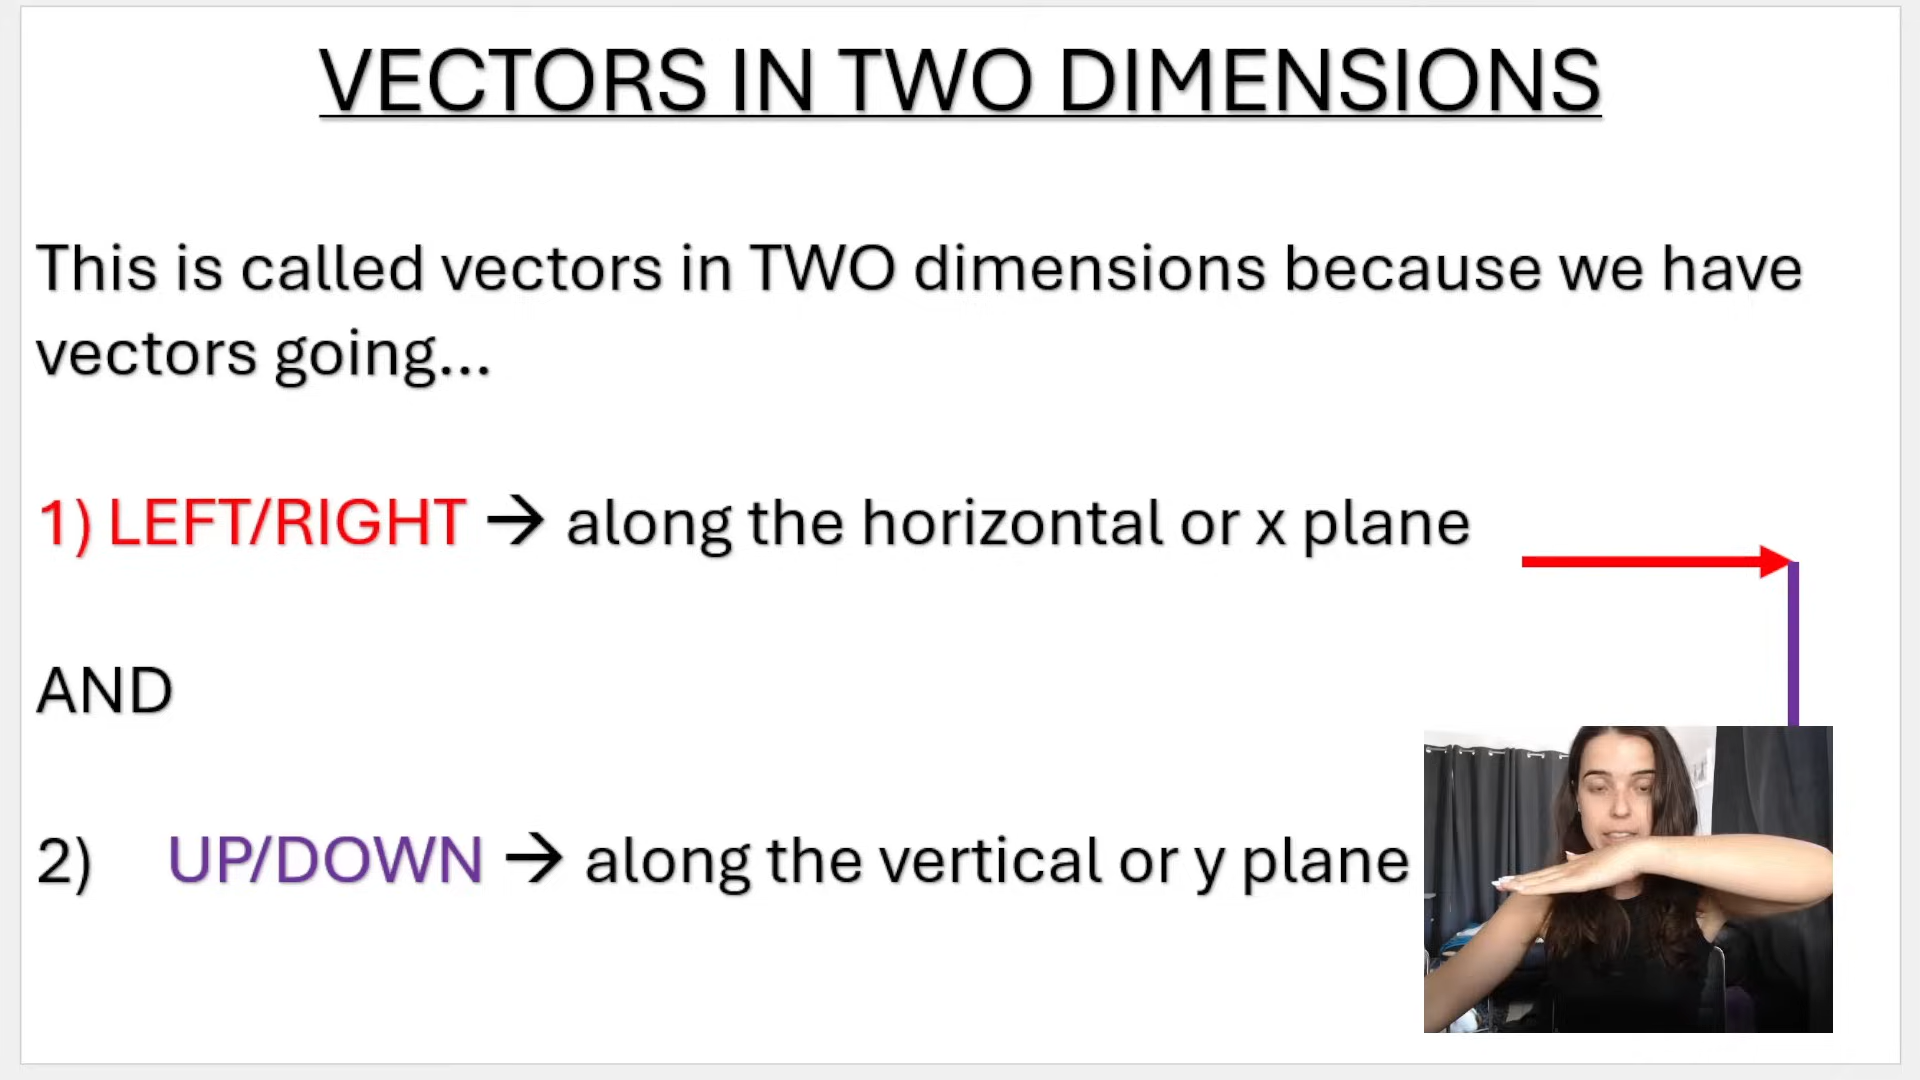 VECTORS IN TWO DIMENSIONS
This is called vectors in TWO dimensions because we have
vectors going...
1) LEFT/RIGHT → along the horizontal or x plane
AND
2) UP/DOWN → along the vertical or y plane